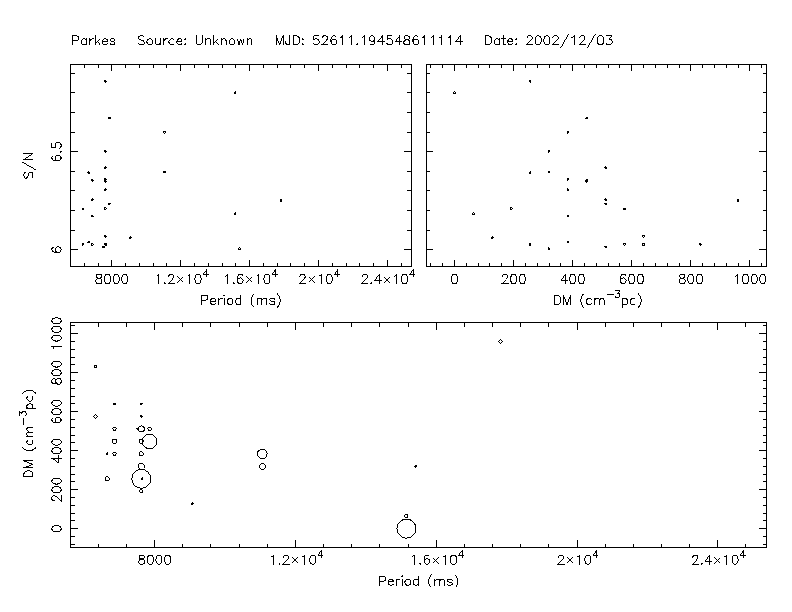 Parkes Source: Unknown MJD: 52611.194548611114 Date: 2002/12/03
S/N
6.5
6
8000 1.2×10⁴ 1.6×10⁴ 2×10⁴ 2.4×10⁴
Period (ms)
0 200 400 600 800 1000
DM (cm⁻³pc)
DM (cm⁻³pc)
1000
800
600
400
200
0
8000 1.2×10⁴ 1.6×10⁴ 2×10⁴ 2.4×10⁴
Period (ms)